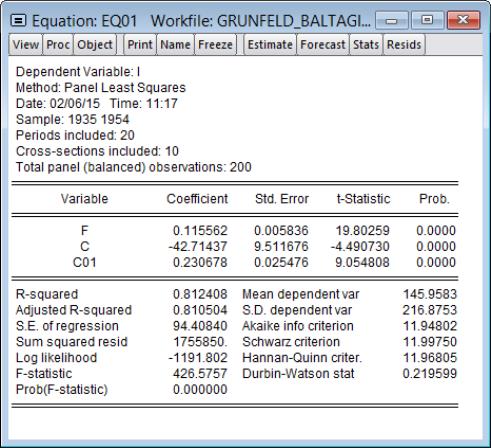 Equation: EQ01 Workfile: GRUNFELD_BALTAGI...
View Proc Object Print Name Freeze Estimate Forecast Stats Resids
Dependent Variable: I
Method: Panel Least Squares
Date: 02/06/15 Time: 11:17
Sample: 1935 1954
Periods included: 20
Cross-sections included: 10
Total panel (balanced) observations: 200
Variable Coefficient Std. Error t-Statistic Prob.
F 0.115562 0.005836 19.80259 0.0000
C -42.71437 9.511676 -4.490730 0.0000
C01 0.230678 0.025476 9.054808 0.0000
R-squared 0.812408 Mean dependent var 145.9583
Adjusted R-squared 0.810504 S.D. dependent var 216.8753
S.E. of regression 94.40840 Akaike info criterion 11.94802
Sum squared resid 1755850. Schwarz criterion 11.99750
Log likelihood -1191.802 Hannan-Quinn criter. 11.96805
F-statistic 426.5757 Durbin-Watson stat 0.219599
Prob(F-statistic) 0.000000